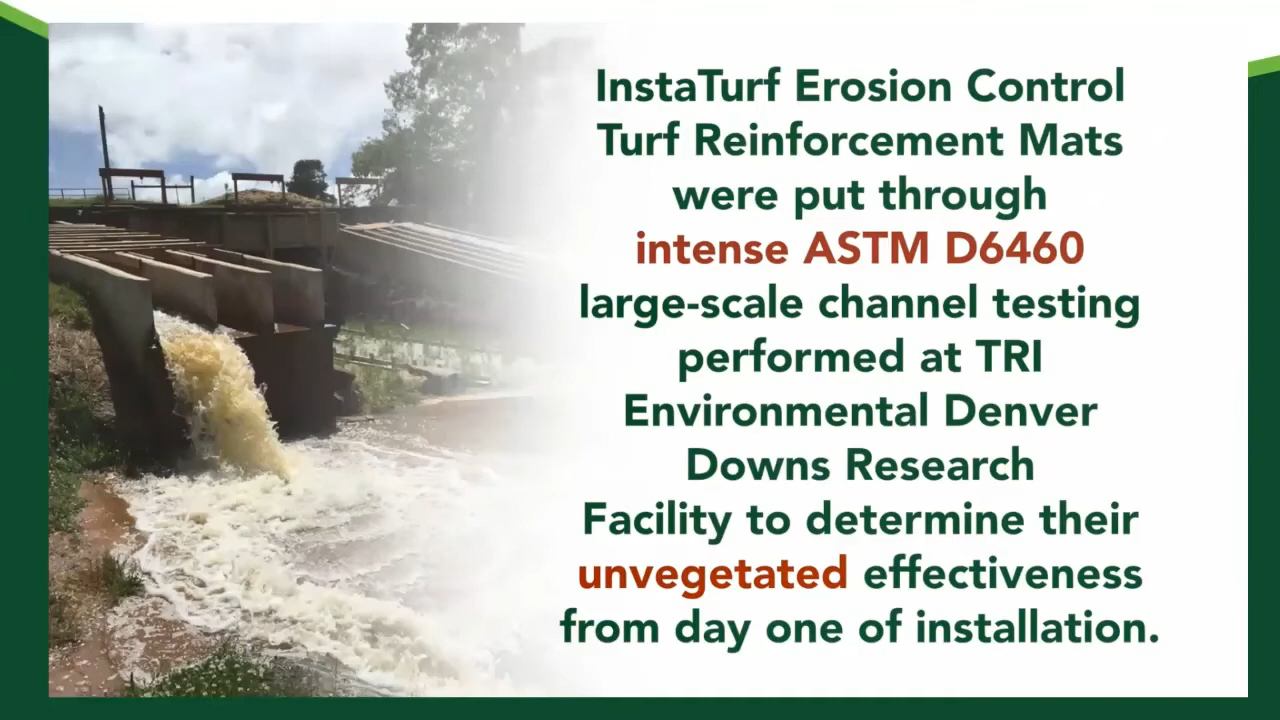 InstaTurf Erosion Control
Turf Reinforcement Mats
were put through
intense ASTM D6460
large-scale channel testing
performed at TRI
Environmental Denver
Downs Research
Facility to determine their
unvegetated effectiveness
from day one of installation.